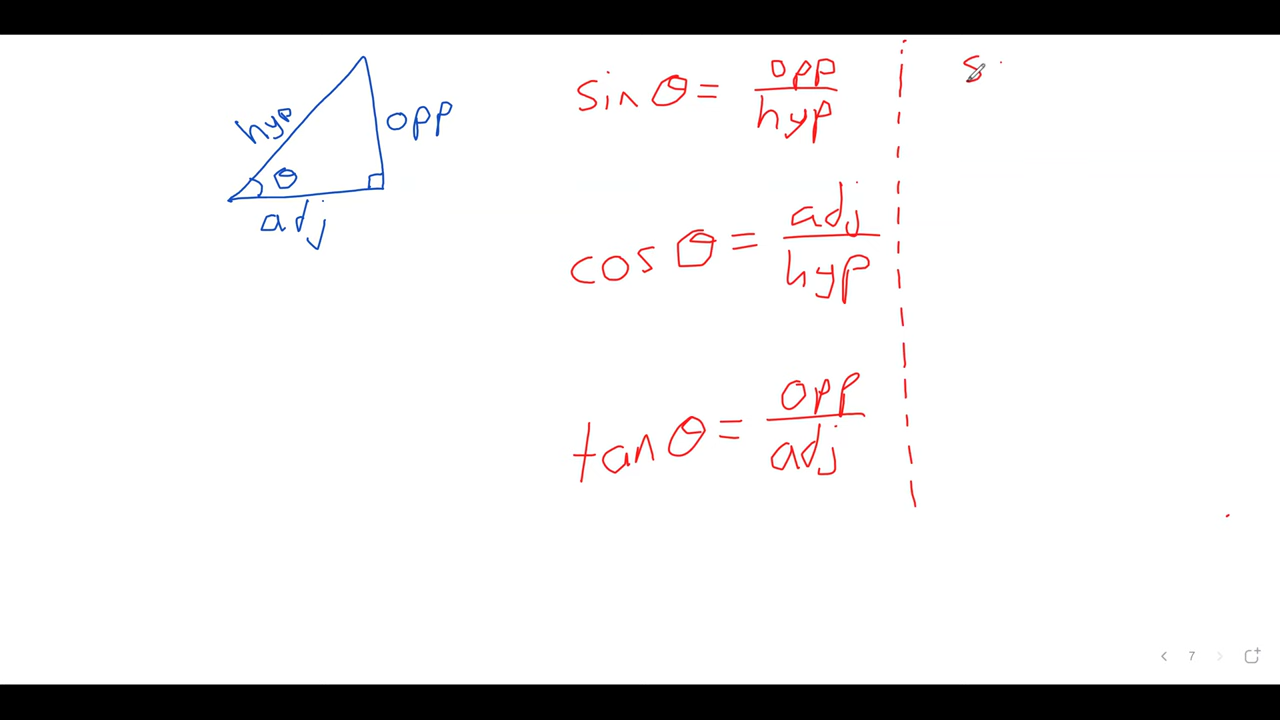 hyp
opp
θ
adj
sin θ = opp/hyp
cos θ = adj/hyp
tan θ = opp/adj
s
7